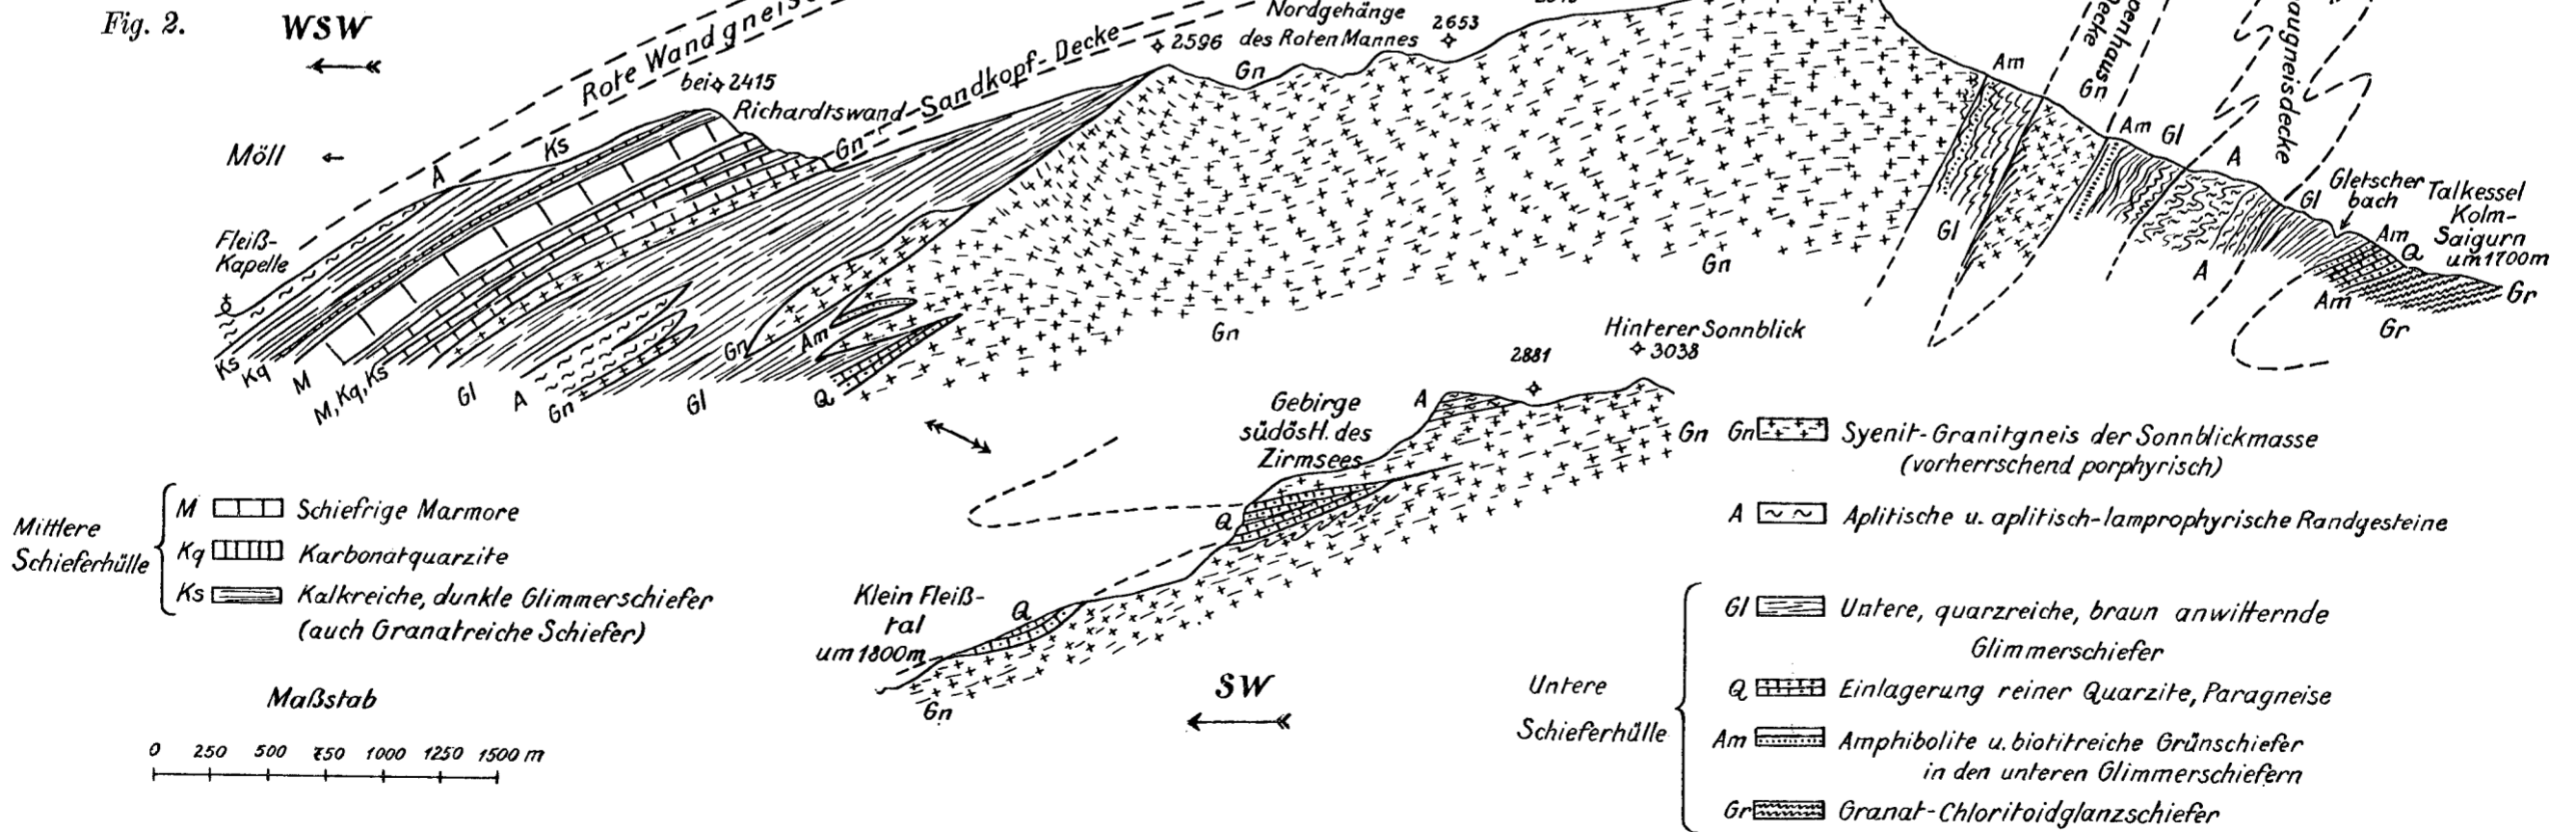 Fig. 2.
WSW
Rote Wandgneis
Sandkopf-Decke
Nordgehänge
des Roten Mannes
2596
2653
bei 2415
Richardtswand
Möll
Fleiß-
Kapelle
A
Ks
Gn
Gn
Am
Decke
Gn
Am
Gl
A
Gl
Gletscher
bach
Talkessel
Kolm-
Saigurn
um 1700m
Am
Q
Gr
Am
Gr
A
Gl
Gn
Gn
Ks
Kq
M
M, Kq, Ks
Gl
A
Gn
Gl
Gn
Am
Q
Hinterer Sonnblick
3038
2881
A
Gebirge
südöstl. des
Zirmsees
Gn
Q
Klein Fleiß-
tal
um 1800m
Q
Gn
SW
Mittlere
Schieferhülle
M Schiefrige Marmore
Kq Karbonatquarzite
Ks Kalkreiche, dunkle Glimmerschiefer
(auch Granatreiche Schiefer)
Maßstab
0 250 500 750 1000 1250 1500 m
Gn Syenit-Granitgneis der Sonnblickmasse
(vorherrschend porphyrisch)
A Aplitische u. aplitisch-lamprophyrische Randgesteine
Untere
Schieferhülle
Gl Untere, quarzreiche, braun anwitternde
Glimmerschiefer
Q Einlagerung reiner Quarzite, Paragneise
Am Amphibolite u. biotitreiche Grünschiefer
in den unteren Glimmerschiefern
Gr Granat-Chloritoidglanzschiefer